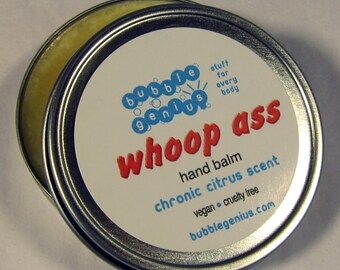 bubble
genius
stuff
for
every
body
whoop ass
hand balm
chronic citrus scent
vegan • cruelty free
bubblegenius.com